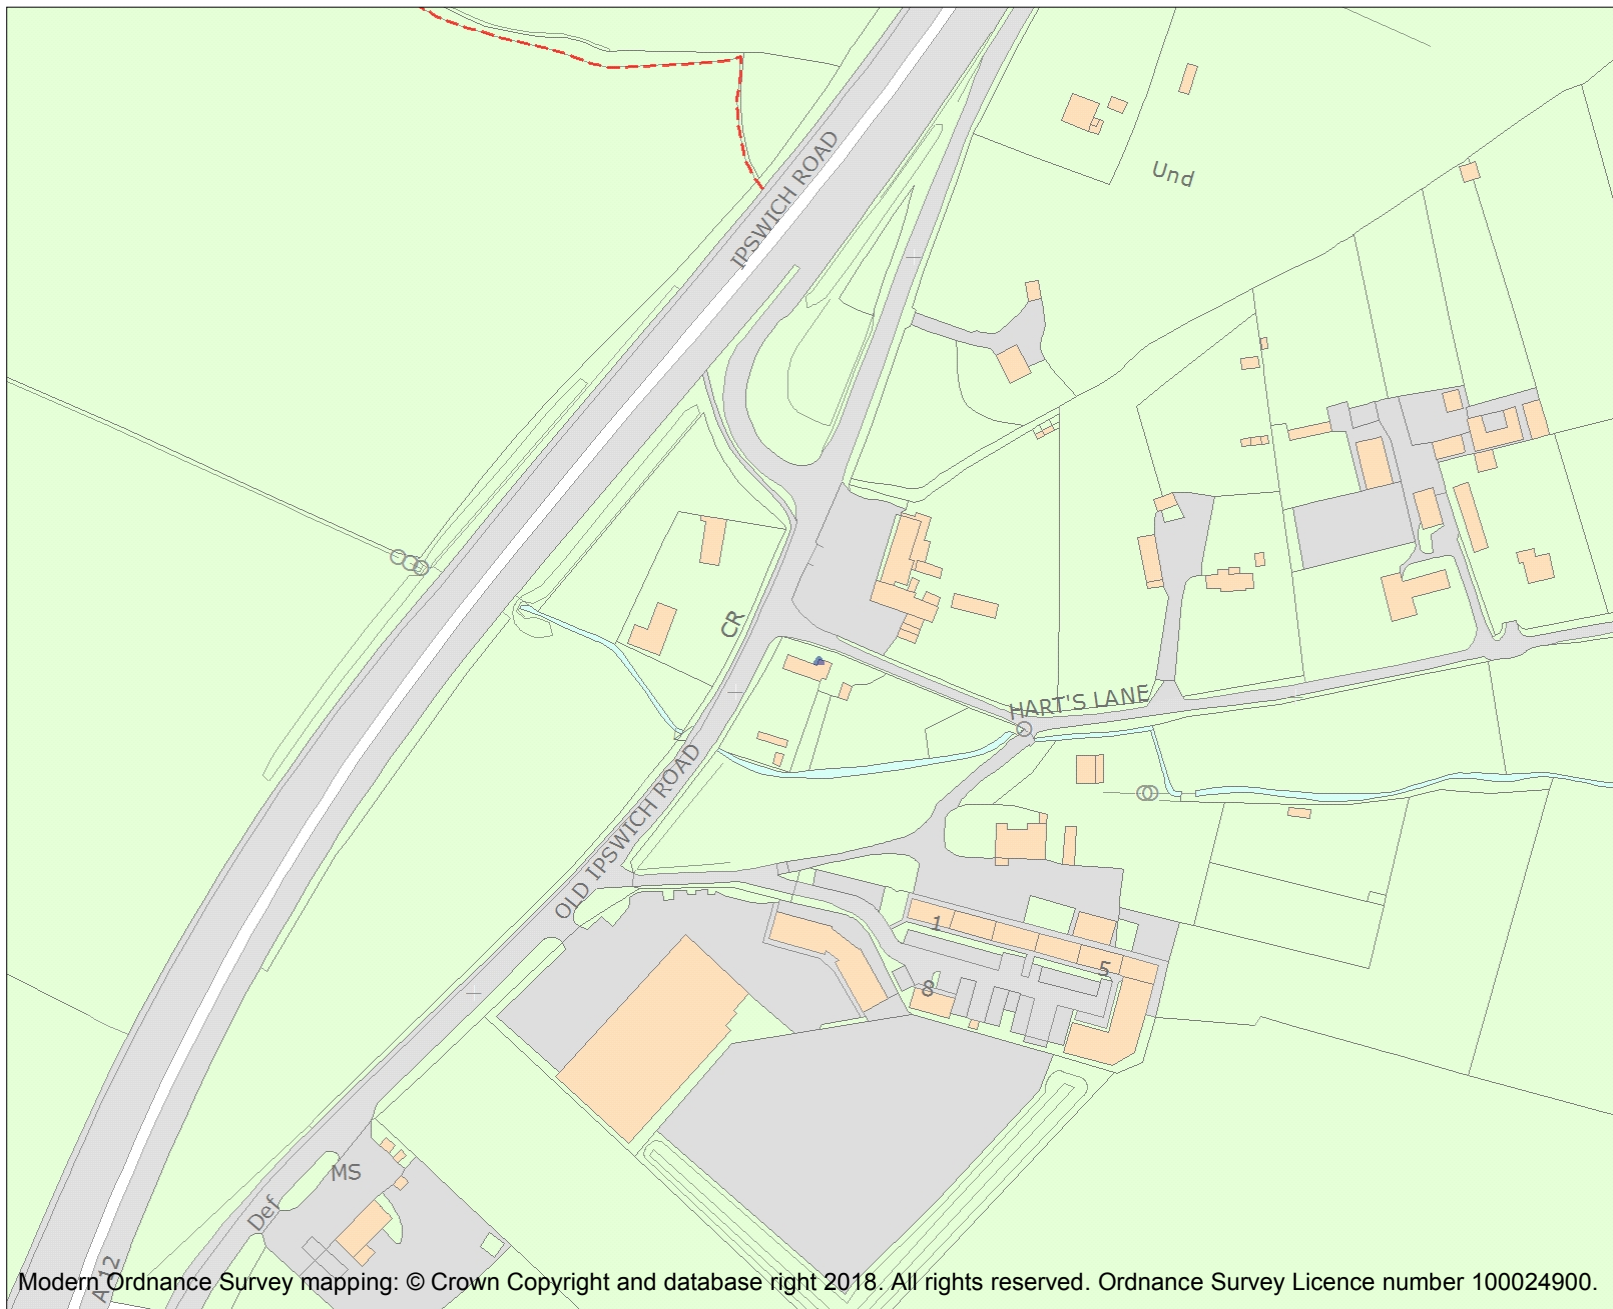 IPSWICH ROAD
Und
CR
HART'S LANE
OLD IPSWICH ROAD
1
5
8
MS
Def
A12
Modern Ordnance Survey mapping: © Crown Copyright and database right 2018. All rights reserved. Ordnance Survey Licence number 100024900.